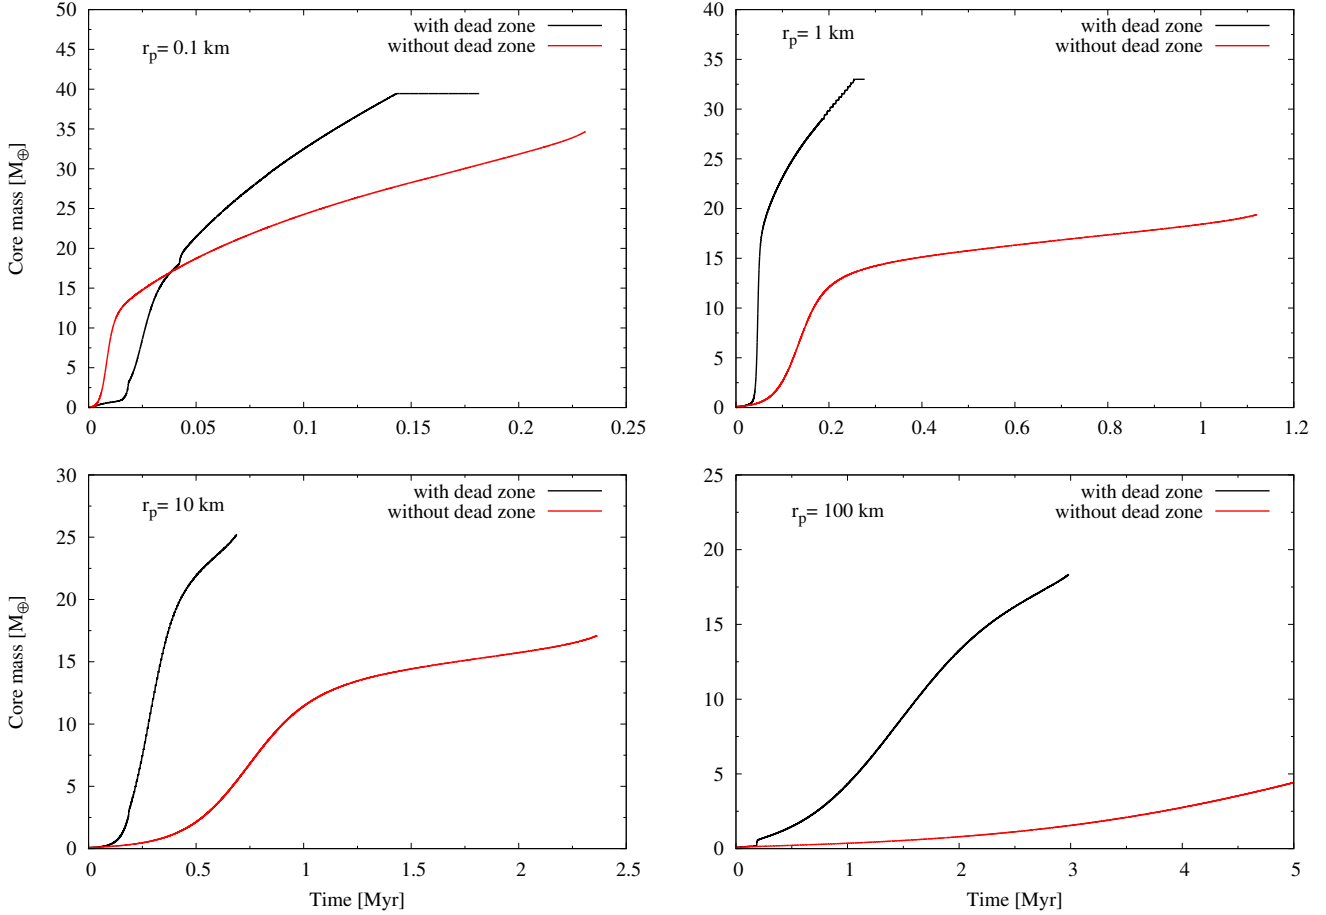 50
45
40
35
30
25
20
15
10
5
0
Core mass [M⊕]
r_p= 0.1 km
with dead zone
without dead zone
0 0.05 0.1 0.15 0.2 0.25
40
35
30
25
20
15
10
5
0
r_p= 1 km
with dead zone
without dead zone
0 0.2 0.4 0.6 0.8 1 1.2
30
25
20
15
10
5
0
Core mass [M⊕]
r_p= 10 km
with dead zone
without dead zone
0 0.5 1 1.5 2 2.5
Time [Myr]
25
20
15
10
5
0
r_p= 100 km
with dead zone
without dead zone
0 1 2 3 4 5
Time [Myr]